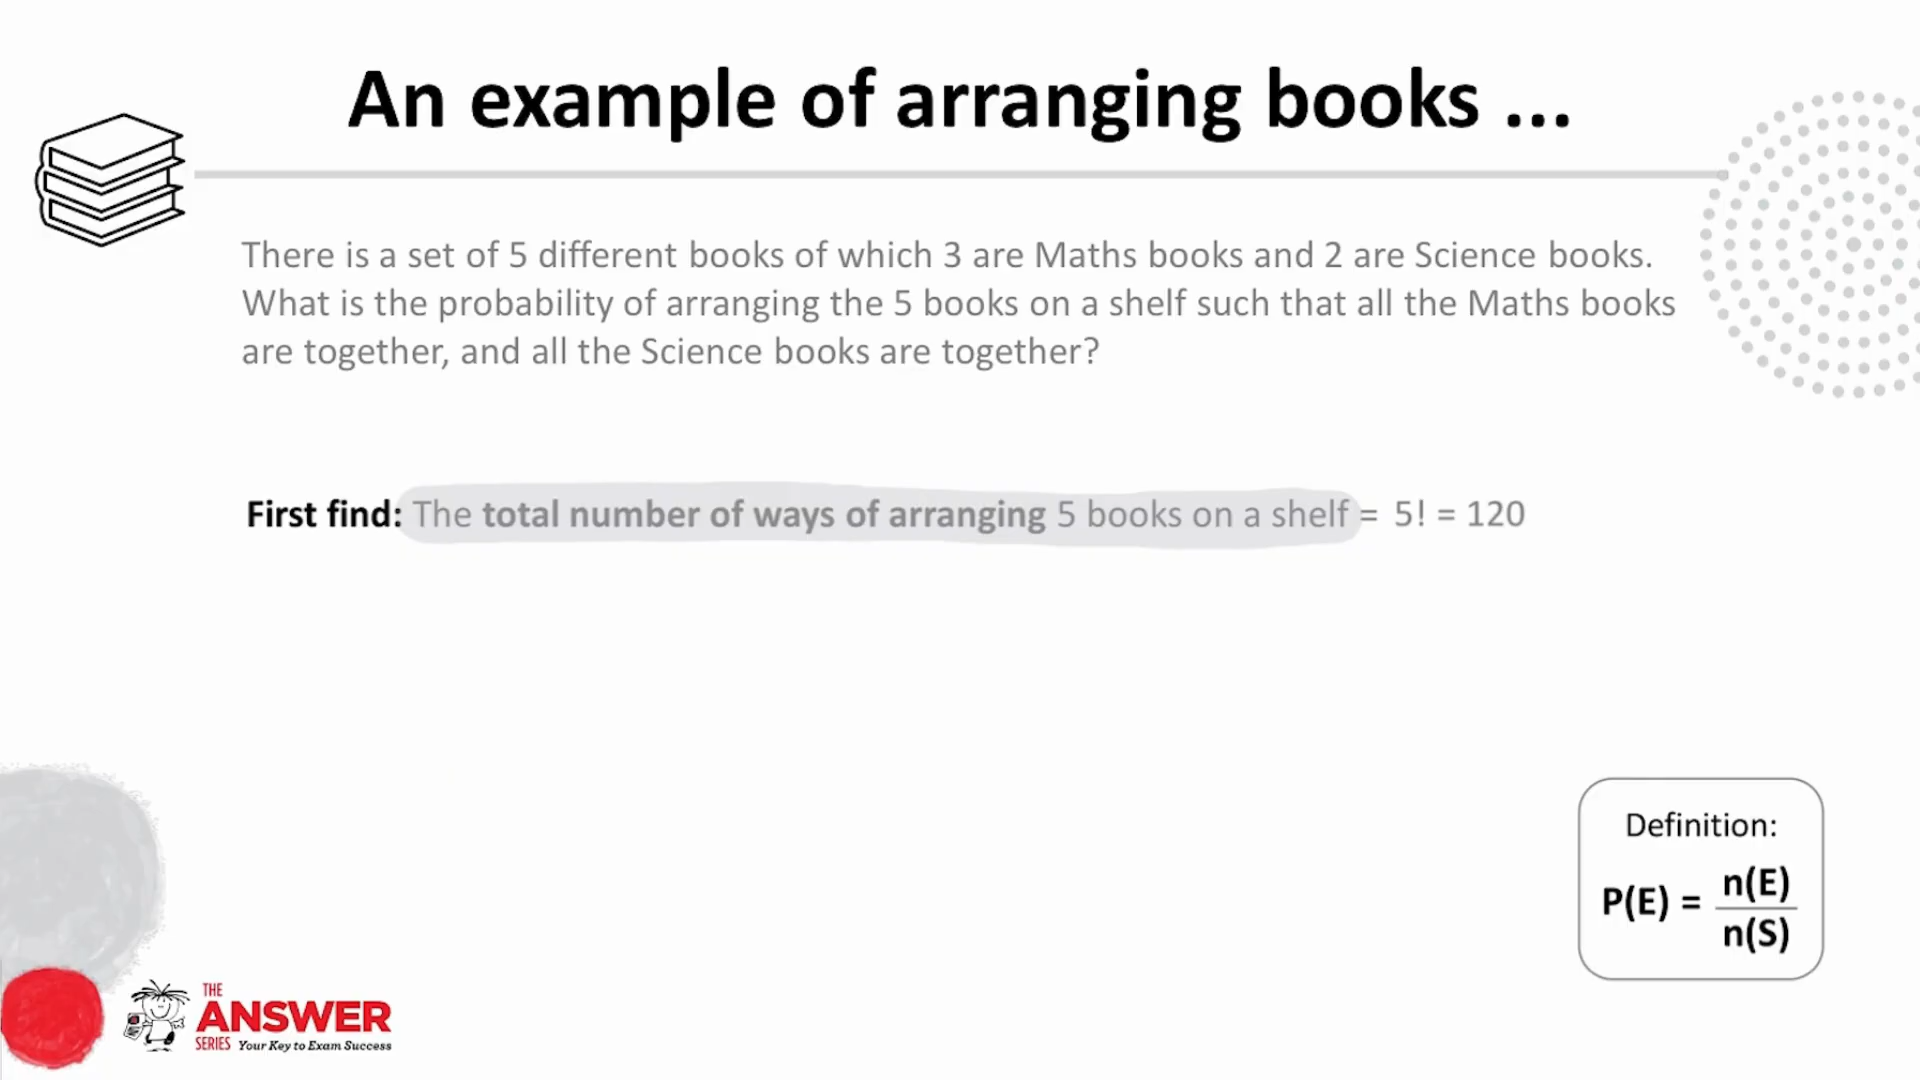 An example of arranging books ...
There is a set of 5 different books of which 3 are Maths books and 2 are Science books.
What is the probability of arranging the 5 books on a shelf such that all the Maths books
are together, and all the Science books are together?
First find: The total number of ways of arranging 5 books on a shelf = 5! = 120
Definition:
P(E) = n(E)
n(S)
THE
ANSWER
SERIES Your Key to Exam Success